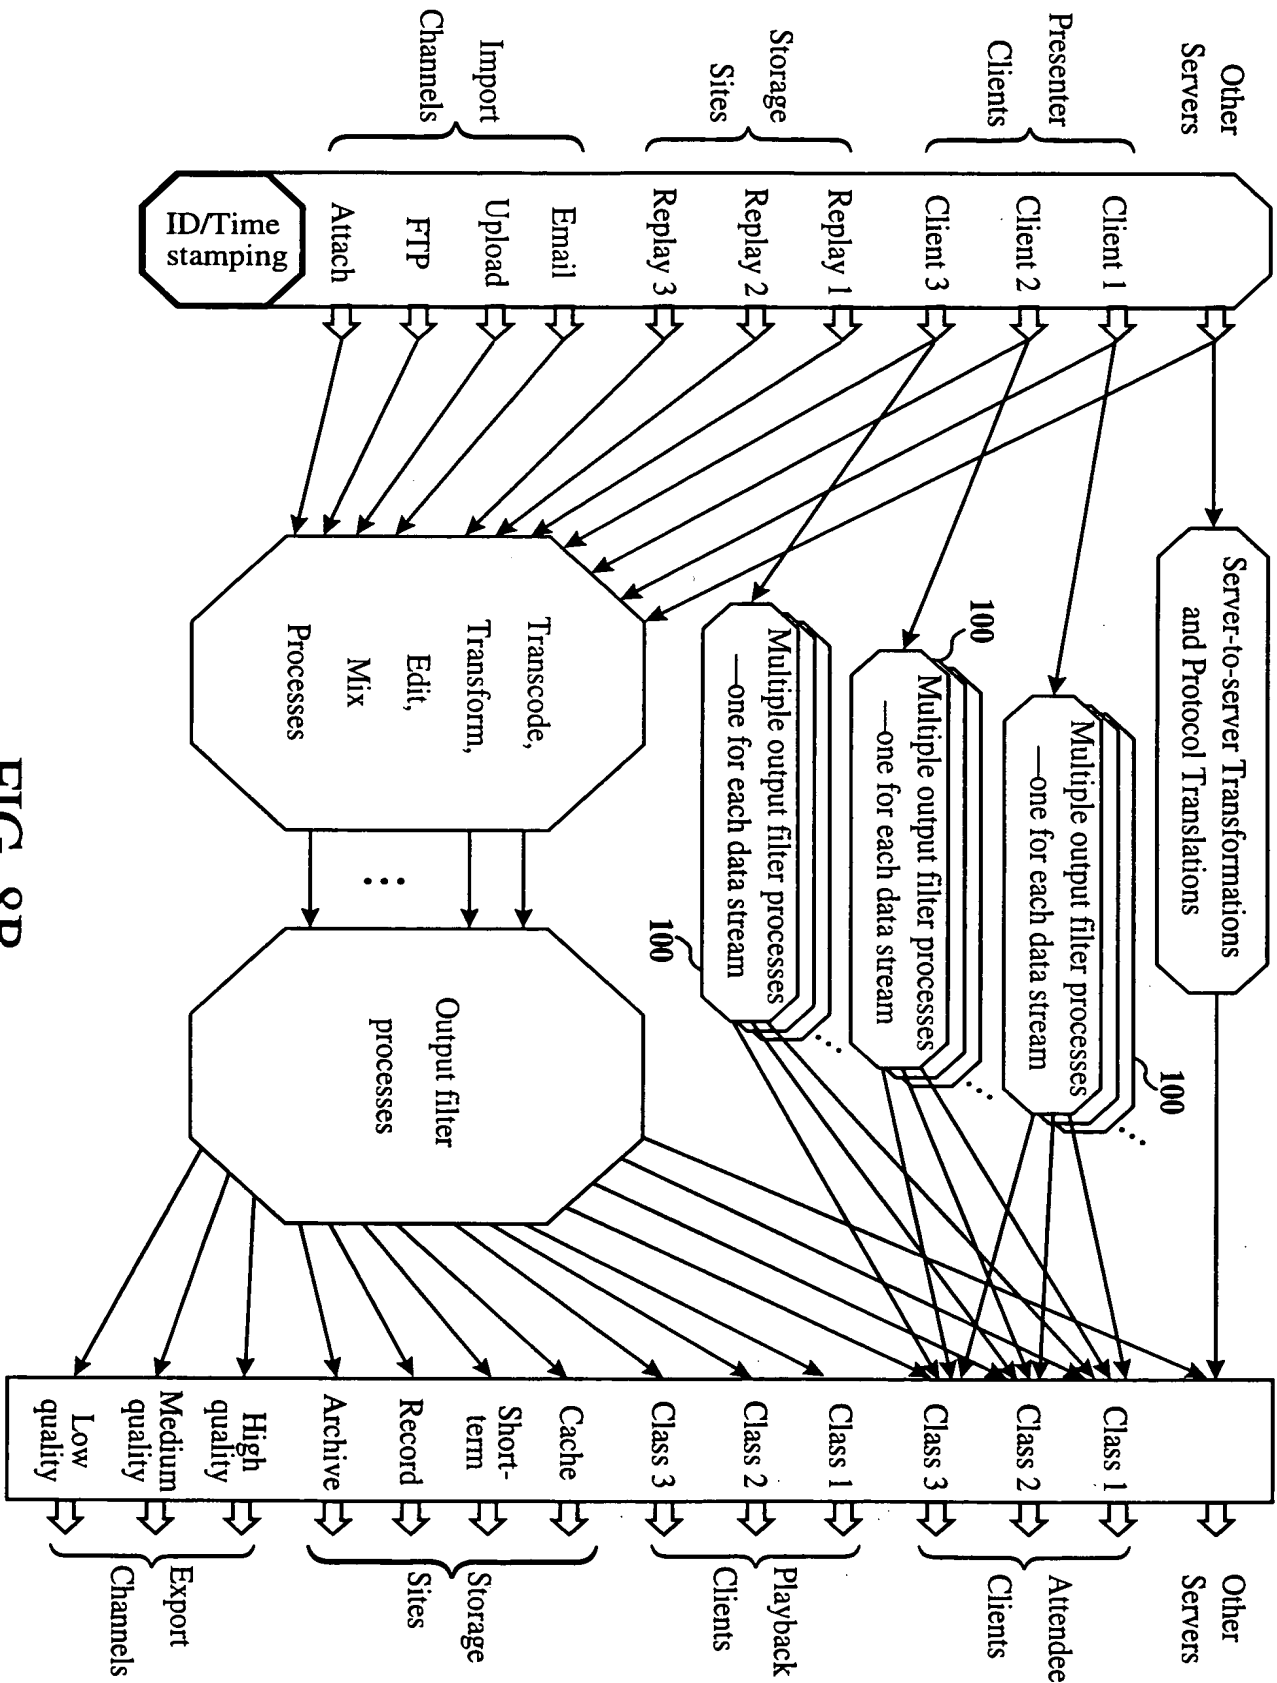 Other
Servers
Presenter
Clients
Storage
Sites
Import
Channels
Client 1
Client 2
Client 3
Replay 1
Replay 2
Replay 3
Email
Upload
FTP
Attach
ID/Time
stamping
Server-to-server Transformations
and Protocol Translations
Multiple output filter processes
—one for each data stream
100
Multiple output filter processes
—one for each data stream
100
Multiple output filter processes
—one for each data stream
100
Transcode,
Transform,
Edit,
Mix
Processes
...
Output filter
processes
...
...
...
Class 1
Class 2
Class 3
Class 1
Class 2
Class 3
Cache
Short-
term
Record
Archive
High
quality
Medium
quality
Low
quality
Other
Servers
Attendee
Clients
Playback
Clients
Storage
Sites
Export
Channels